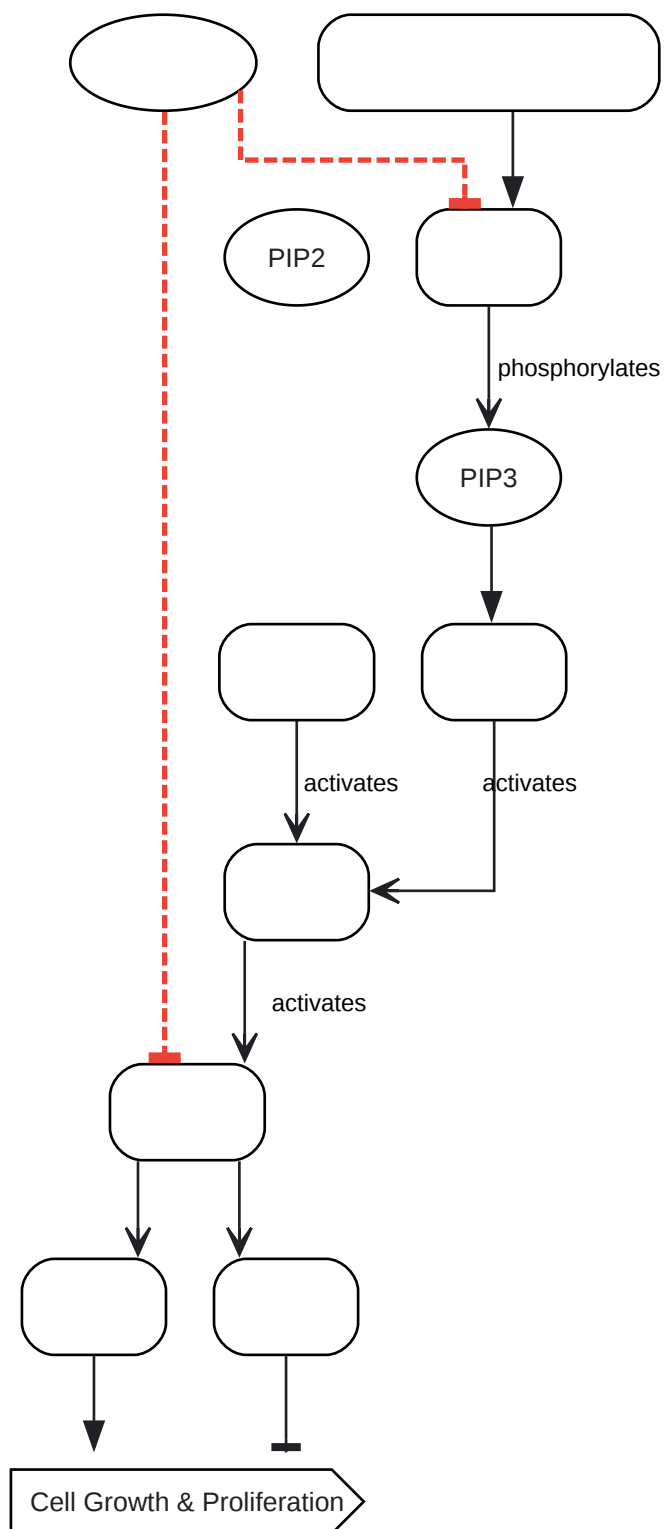 PIP2
phosphorylates
PIP3
activates
activates
activates
Cell Growth & Proliferation